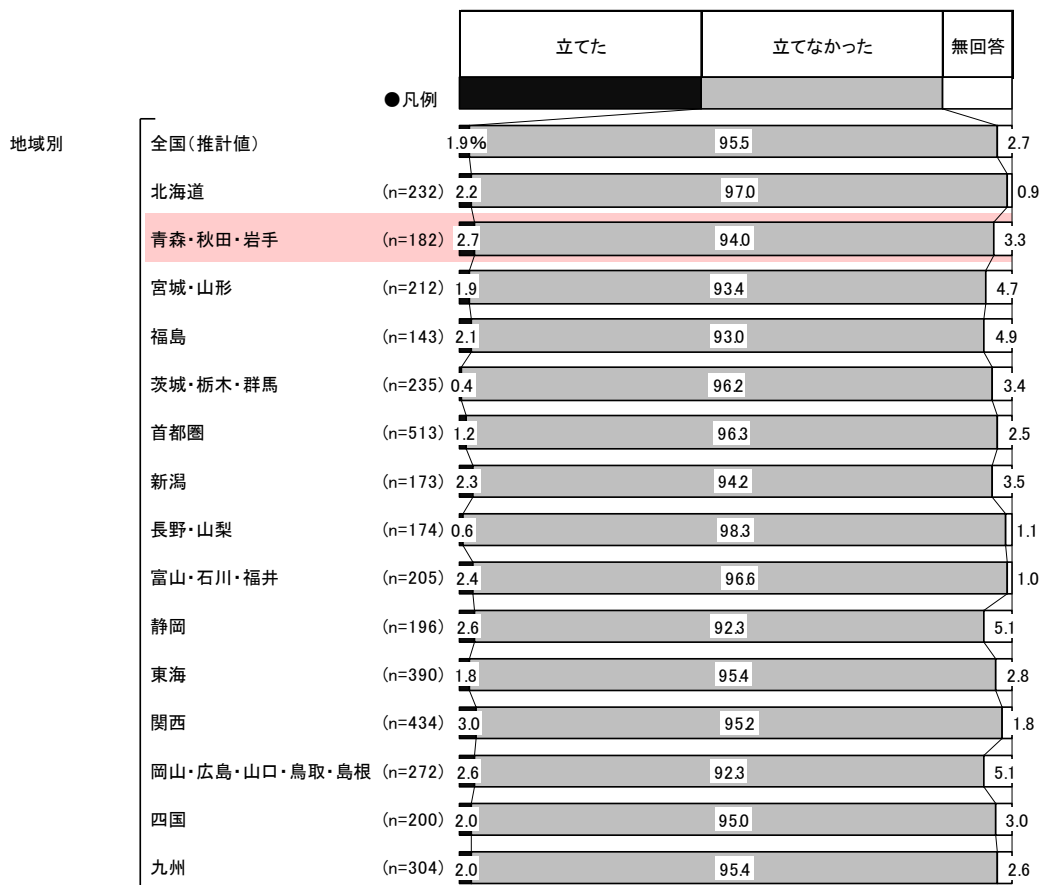 立てた 立てなかった 無回答
●凡例
地域別 全国(推計値) 1.9% 95.5 2.7
北海道 (n=232) 2.2 97.0 0.9
青森・秋田・岩手 (n=182) 2.7 94.0 3.3
宮城・山形 (n=212) 1.9 93.4 4.7
福島 (n=143) 2.1 93.0 4.9
茨城・栃木・群馬 (n=235) 0.4 96.2 3.4
首都圏 (n=513) 1.2 96.3 2.5
新潟 (n=173) 2.3 94.2 3.5
長野・山梨 (n=174) 0.6 98.3 1.1
富山・石川・福井 (n=205) 2.4 96.6 1.0
静岡 (n=196) 2.6 92.3 5.1
東海 (n=390) 1.8 95.4 2.8
関西 (n=434) 3.0 95.2 1.8
岡山・広島・山口・鳥取・島根 (n=272) 2.6 92.3 5.1
四国 (n=200) 2.0 95.0 3.0
九州 (n=304) 2.0 95.4 2.6